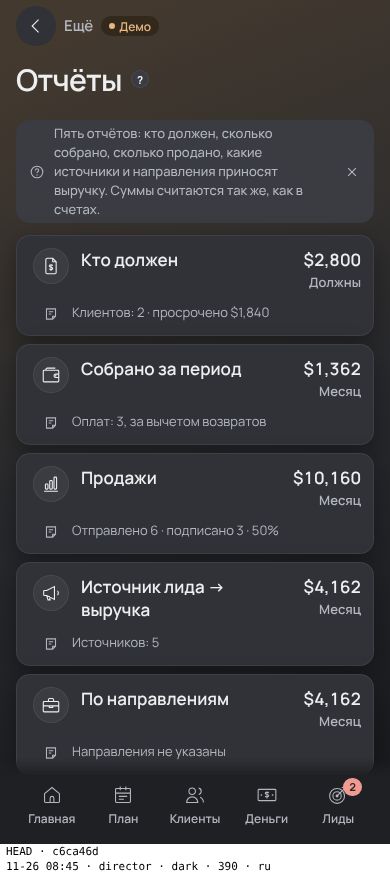 Ещё
Демо
Отчёты ?
Пять отчётов: кто должен, сколько
собрано, сколько продано, какие
источники и направления приносят
выручку. Суммы считаются так же, как в
счетах.
Кто должен
$2,800
Должны
Клиентов: 2 · просрочено $1,840
Собрано за период
$1,362
Месяц
Оплат: 3, за вычетом возвратов
Продажи
$10,160
Месяц
Отправлено 6 · подписано 3 · 50%
Источник лида →
выручка
$4,162
Месяц
Источников: 5
По направлениям
$4,162
Месяц
Направления не указаны
2
Главная
План
Клиенты
Деньги
Лиды
HEAD · c6ca46d
11-26 08:45 · director · dark · 390 · ru